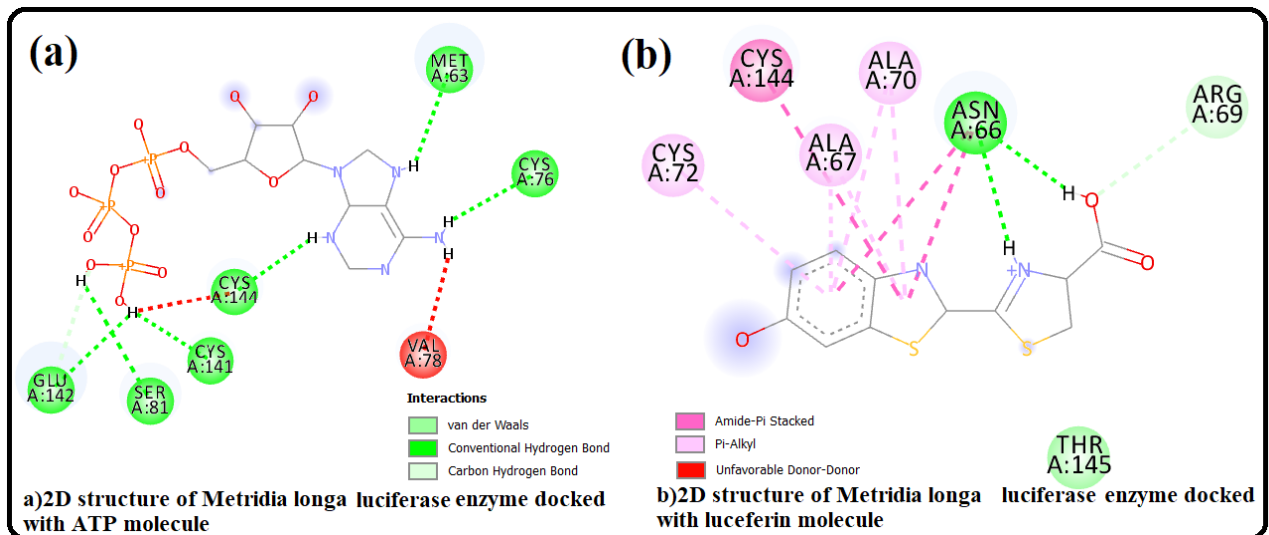 (a)
MET
A:63
CYS
A:76
CYS
A:144
CYS
A:141
GLU
A:142
SER
A:81
VAL
A:78
O
O
O
O
O
O
O
O
O
O
O
O
O
+P
+P
+P
H
H
H
H
H
H
N
N
N
N
N
Interactions
van der Waals
Conventional Hydrogen Bond
Carbon Hydrogen Bond
a)2D structure of Metridia longa luciferase enzyme docked
with ATP molecule
(b)
CYS
A:144
ALA
A:70
ASN
A:66
ARG
A:69
CYS
A:72
ALA
A:67
H
O
H
N
+N
O
O
S
S
THR
A:145
Amide-Pi Stacked
Pi-Alkyl
Unfavorable Donor-Donor
b)2D structure of Metridia longa luciferase enzyme docked
with luceferin molecule